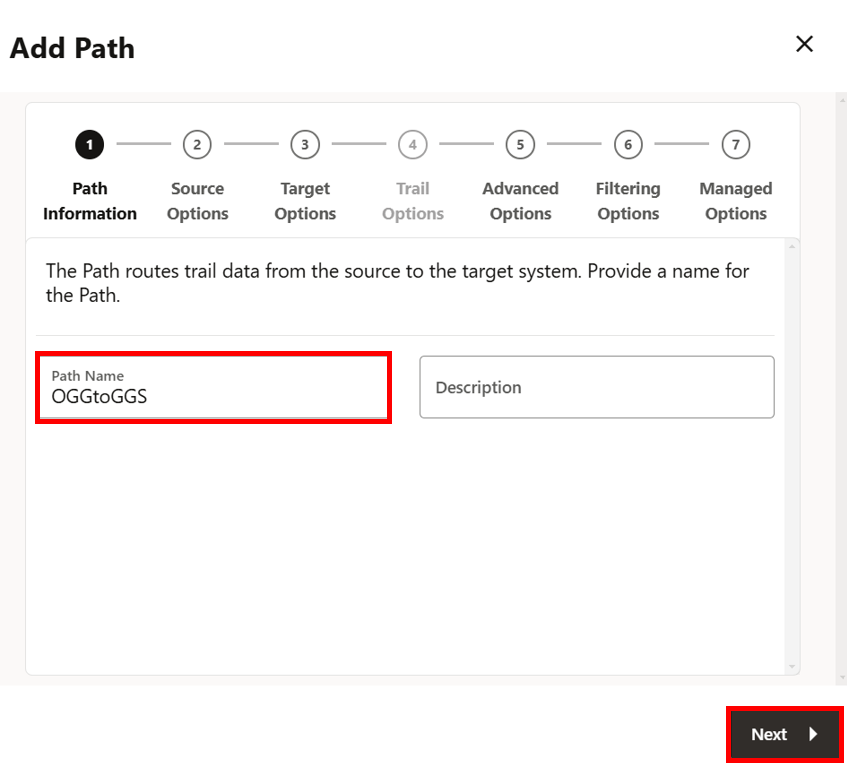 Add Path
1
2
3
4
5
6
7
Path
Information
Source
Options
Target
Options
Trail
Options
Advanced
Options
Filtering
Options
Managed
Options
The Path routes trail data from the source to the target system. Provide a name for
the Path.
Path Name
OGGtoGGS
Description
Next